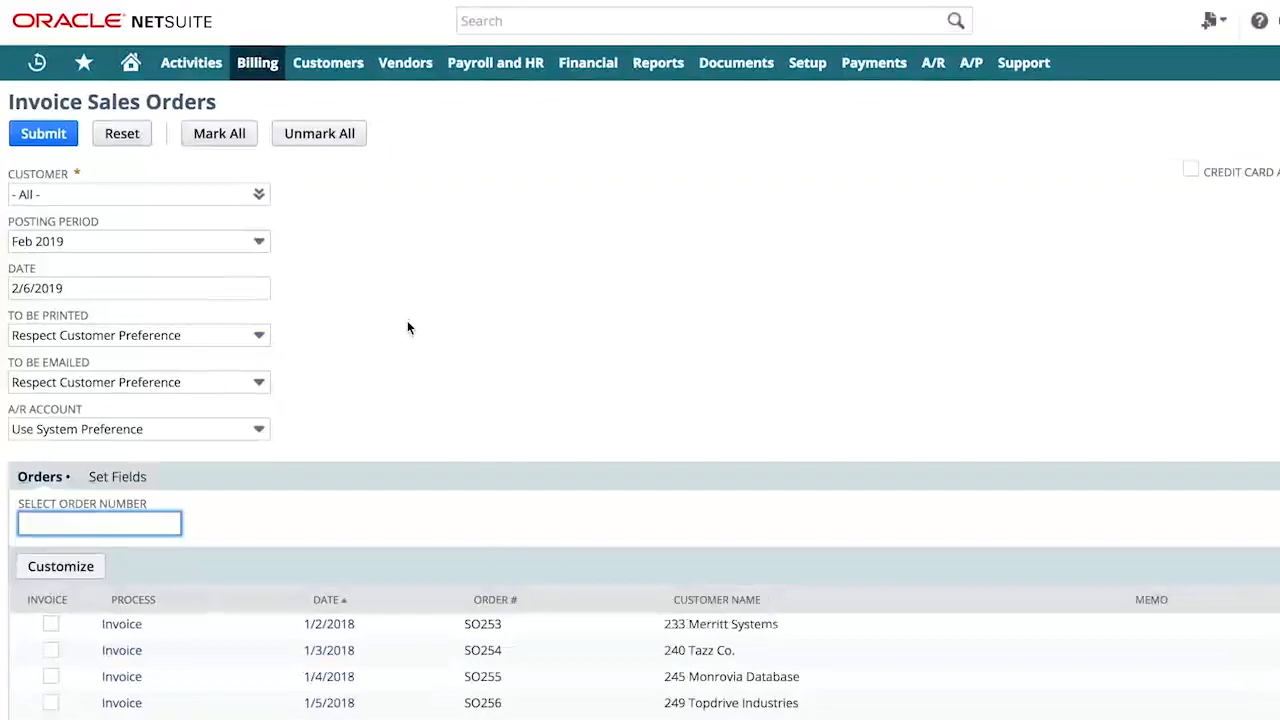 ORACLE NETSUITE
Search
Activities Billing Customers Vendors Payroll and HR Financial Reports Documents Setup Payments A/R A/P Support
Invoice Sales Orders
Submit Reset Mark All Unmark All
CUSTOMER *
CREDIT CARD A
- All -
POSTING PERIOD
Feb 2019
DATE
2/6/2019
TO BE PRINTED
Respect Customer Preference
TO BE EMAILED
Respect Customer Preference
A/R ACCOUNT
Use System Preference
Orders • Set Fields
SELECT ORDER NUMBER
Customize
INVOICE PROCESS DATE ORDER # CUSTOMER NAME MEMO
Invoice 1/2/2018 SO253 233 Merritt Systems
Invoice 1/3/2018 SO254 240 Tazz Co.
Invoice 1/4/2018 SO255 245 Monrovia Database
Invoice 1/5/2018 SO256 249 Topdrive Industries